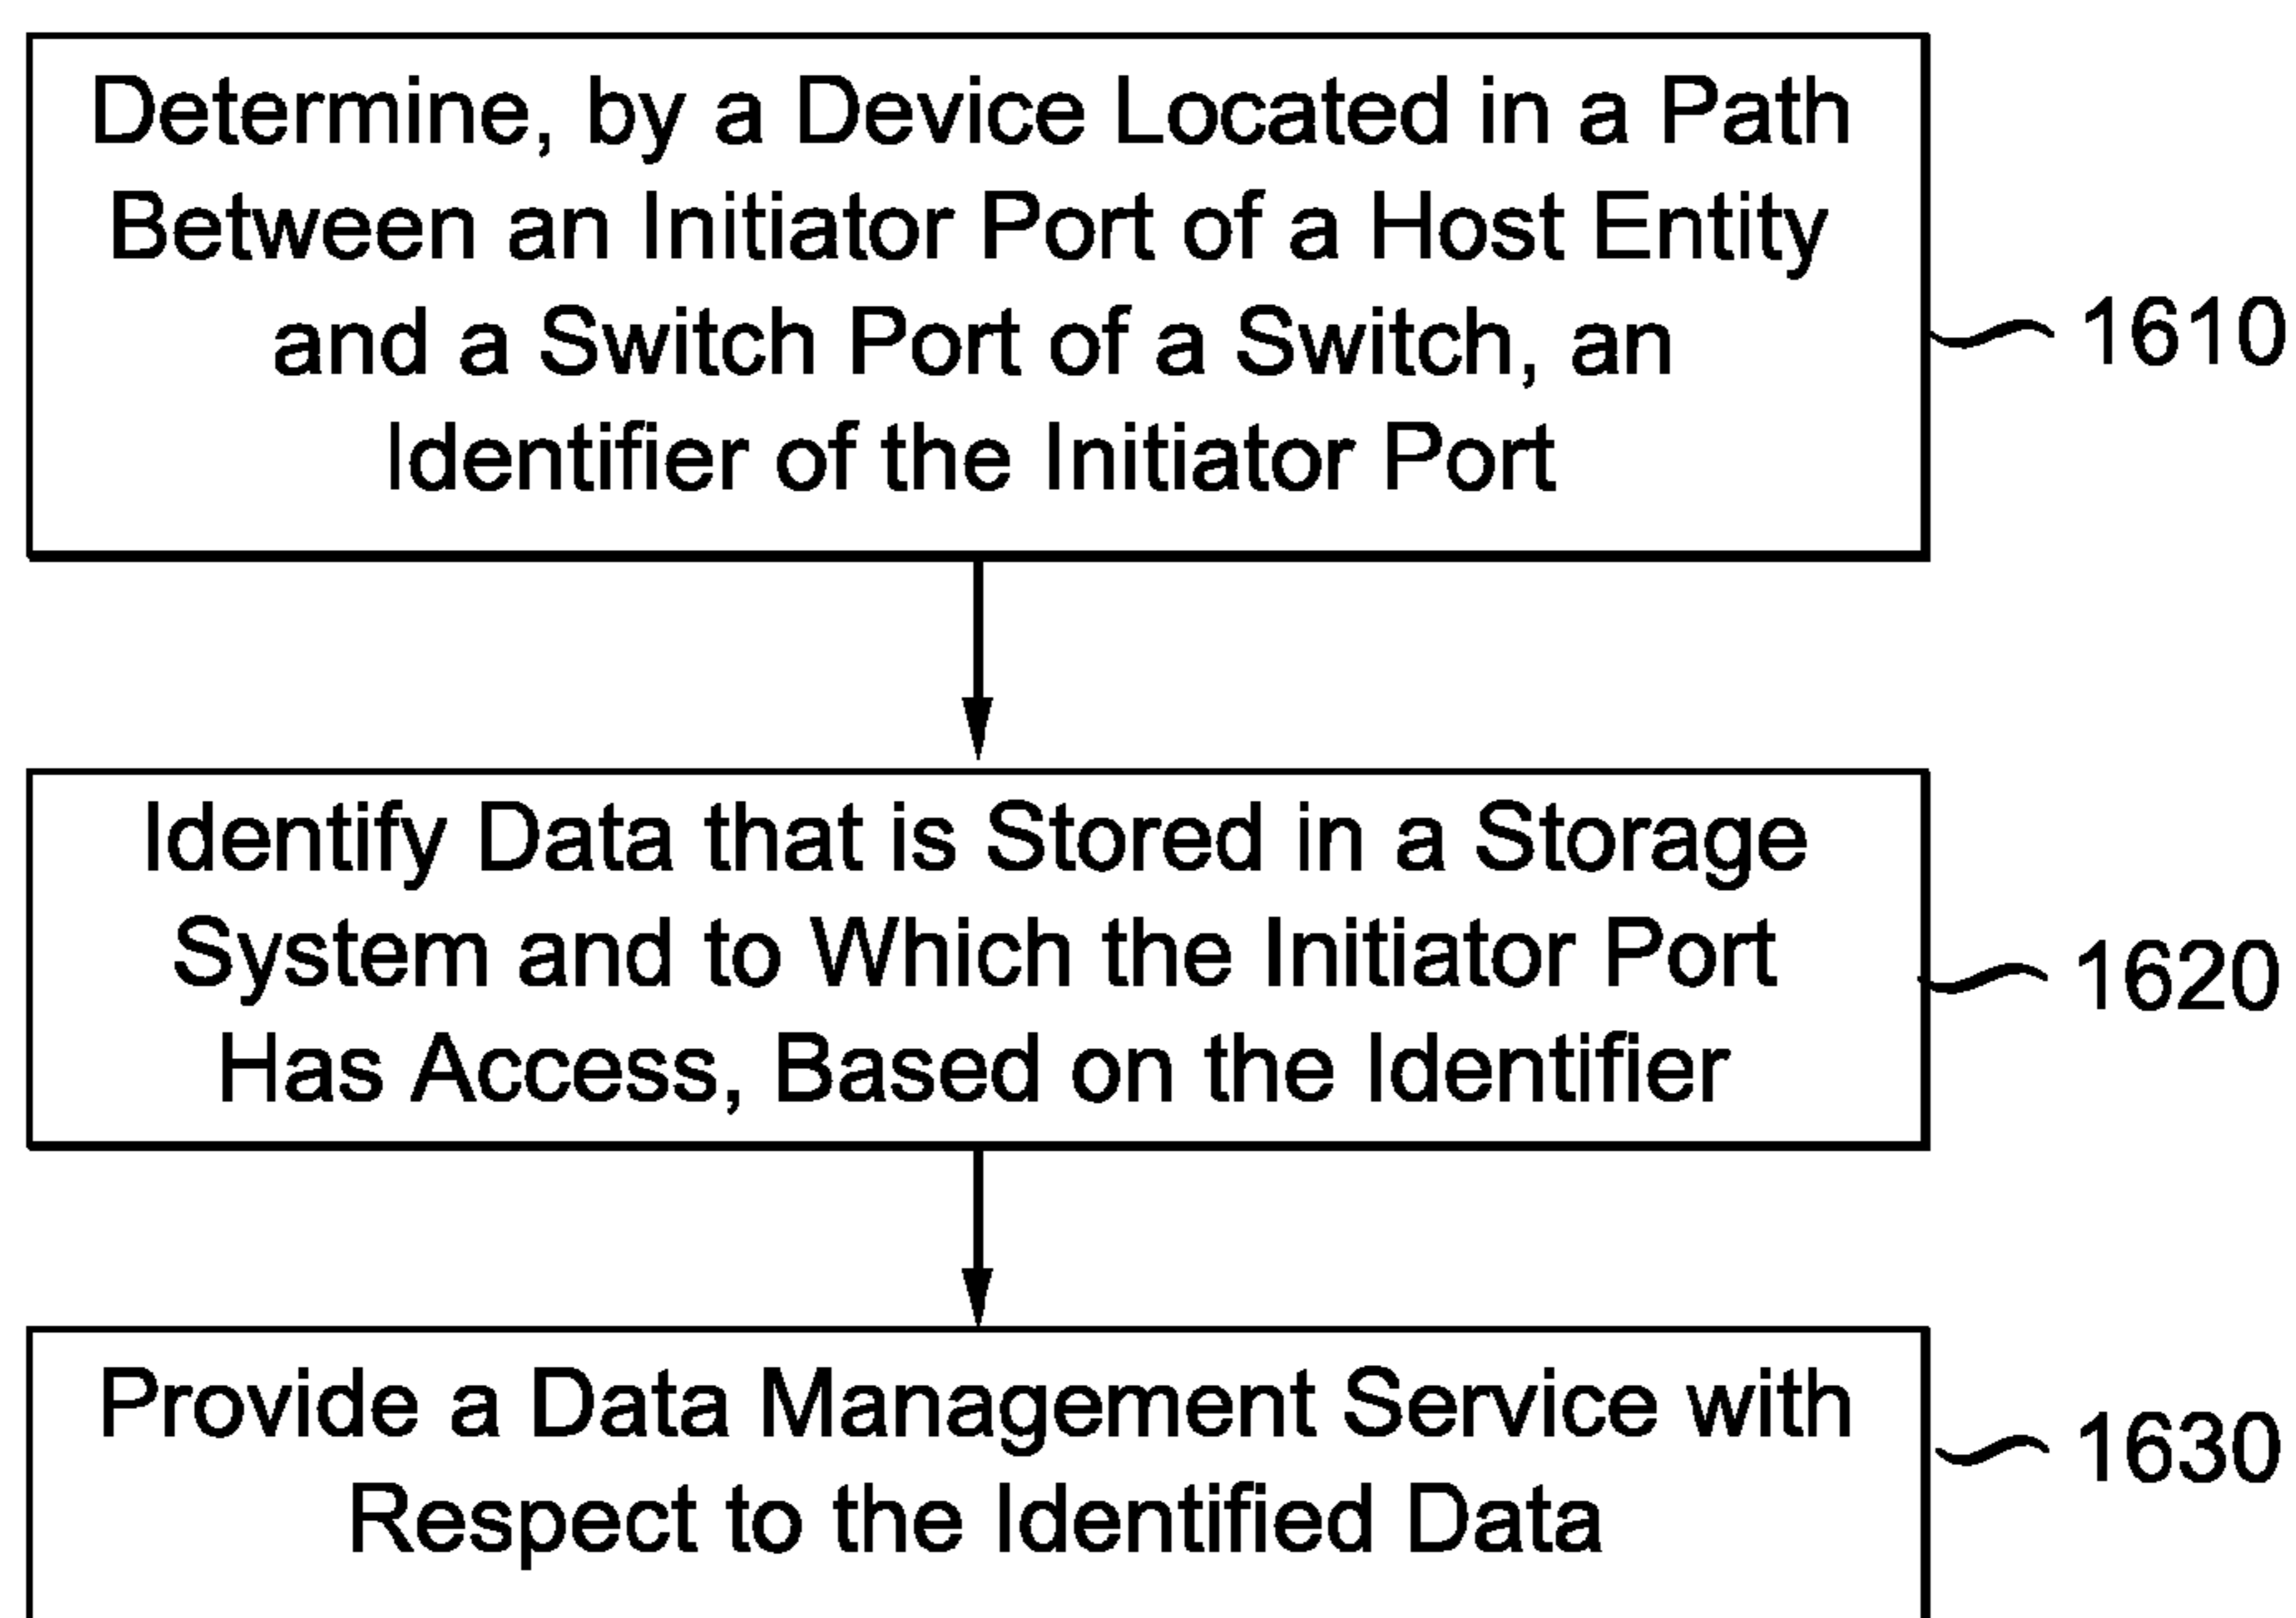 Determine, by a Device Located in a Path
Between an Initiator Port of a Host Entity
and a Switch Port of a Switch, an
Identifier of the Initiator Port
1610
Identify Data that is Stored in a Storage
System and to Which the Initiator Port
Has Access, Based on the Identifier
1620
Provide a Data Management Service with
Respect to the Identified Data
1630